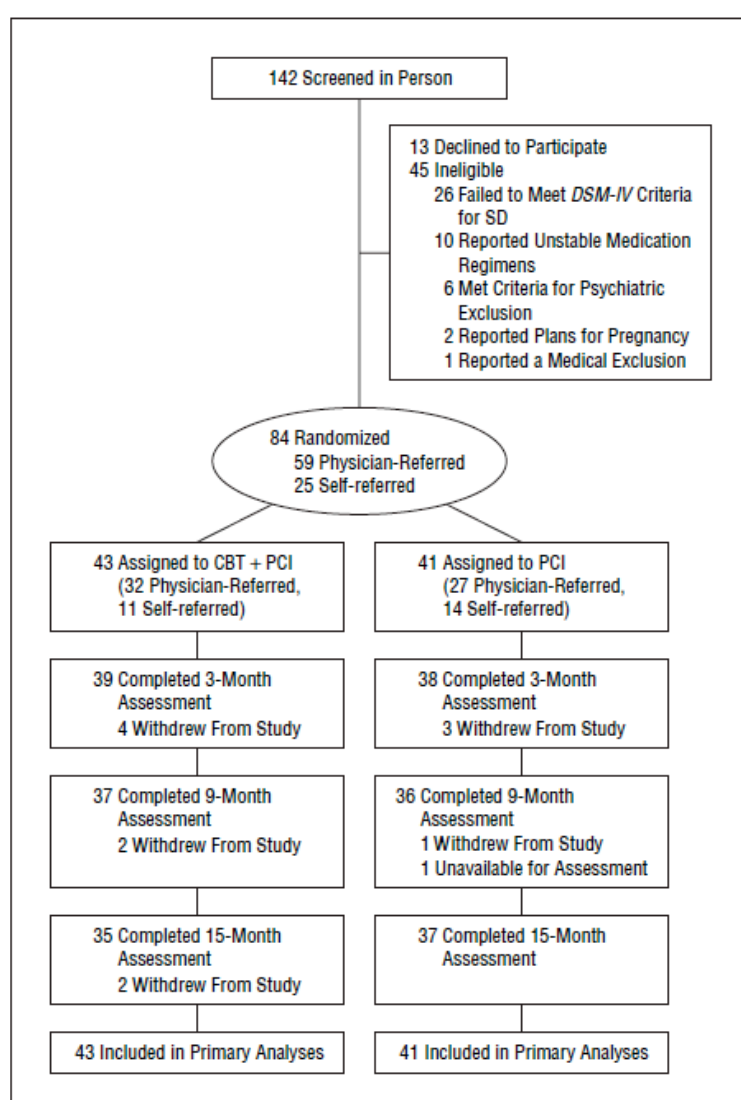 142 Screened in Person
13 Declined to Participate
45 Ineligible
26 Failed to Meet DSM-IV Criteria
for SD
10 Reported Unstable Medication
Regimens
6 Met Criteria for Psychiatric
Exclusion
2 Reported Plans for Pregnancy
1 Reported a Medical Exclusion
84 Randomized
59 Physician-Referred
25 Self-referred
43 Assigned to CBT + PCI
(32 Physician-Referred,
11 Self-referred)
41 Assigned to PCI
(27 Physician-Referred,
14 Self-referred)
39 Completed 3-Month
Assessment
4 Withdrew From Study
38 Completed 3-Month
Assessment
3 Withdrew From Study
37 Completed 9-Month
Assessment
2 Withdrew From Study
36 Completed 9-Month
Assessment
1 Withdrew From Study
1 Unavailable for Assessment
35 Completed 15-Month
Assessment
2 Withdrew From Study
37 Completed 15-Month
Assessment
43 Included in Primary Analyses
41 Included in Primary Analyses